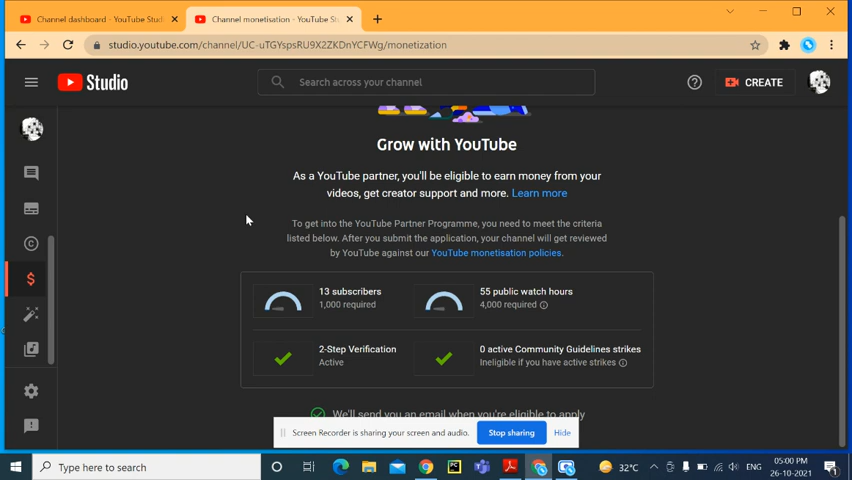 Channel dashboard - YouTube Studi
Channel monetisation - YouTube St
studio.youtube.com/channel/UC-uTGYspsRU9X2ZKDnYCFWg/monetization
Studio
Search across your channel
CREATE
Grow with YouTube
As a YouTube partner, you'll be eligible to earn money from your
videos, get creator support and more. Learn more
To get into the YouTube Partner Programme, you need to meet the criteria
listed below. After you submit the application, your channel will get reviewed
by YouTube against our YouTube monetisation policies.
13 subscribers
1,000 required
55 public watch hours
4,000 required
2-Step Verification
Active
0 active Community Guidelines strikes
Ineligible if you have active strikes
We'll send you an email when you're eligible to apply
Screen Recorder is sharing your screen and audio.
Stop sharing
Hide
Type here to search
32°C
ENG
05:00 PM
26-10-2021